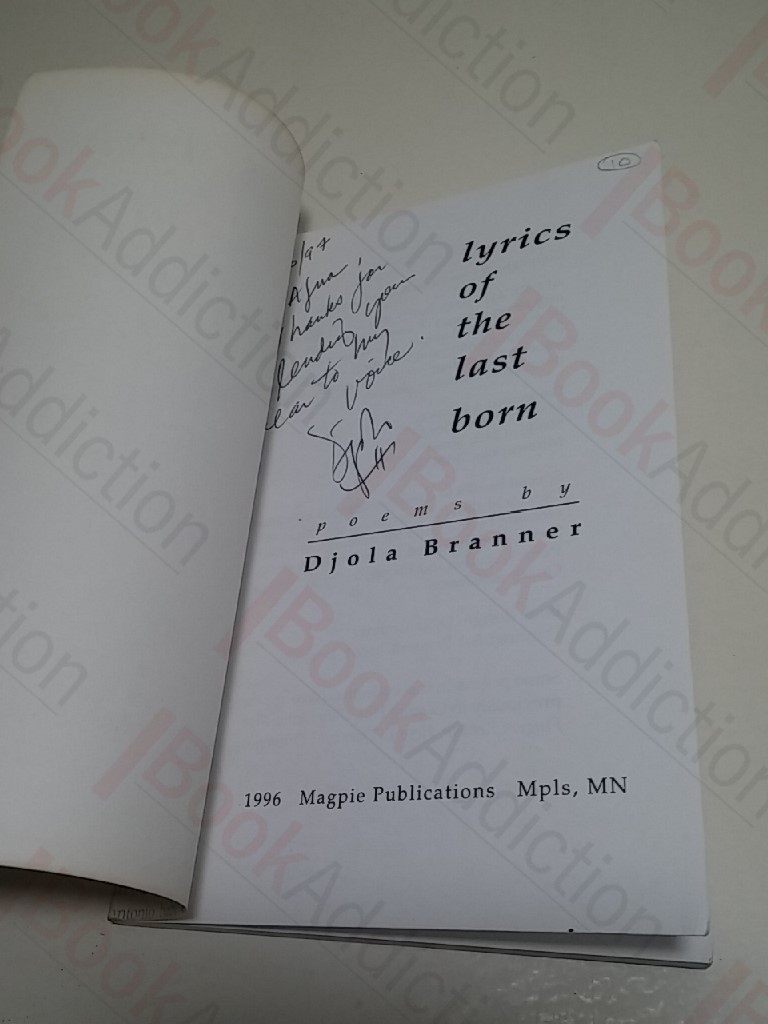 10
Thanks for
lending your
ear to my
voice.
lyrics
of
the
last
born
poems by
Djola Branner
1996 Magpie Publications Mpls, MN
BookAddiction